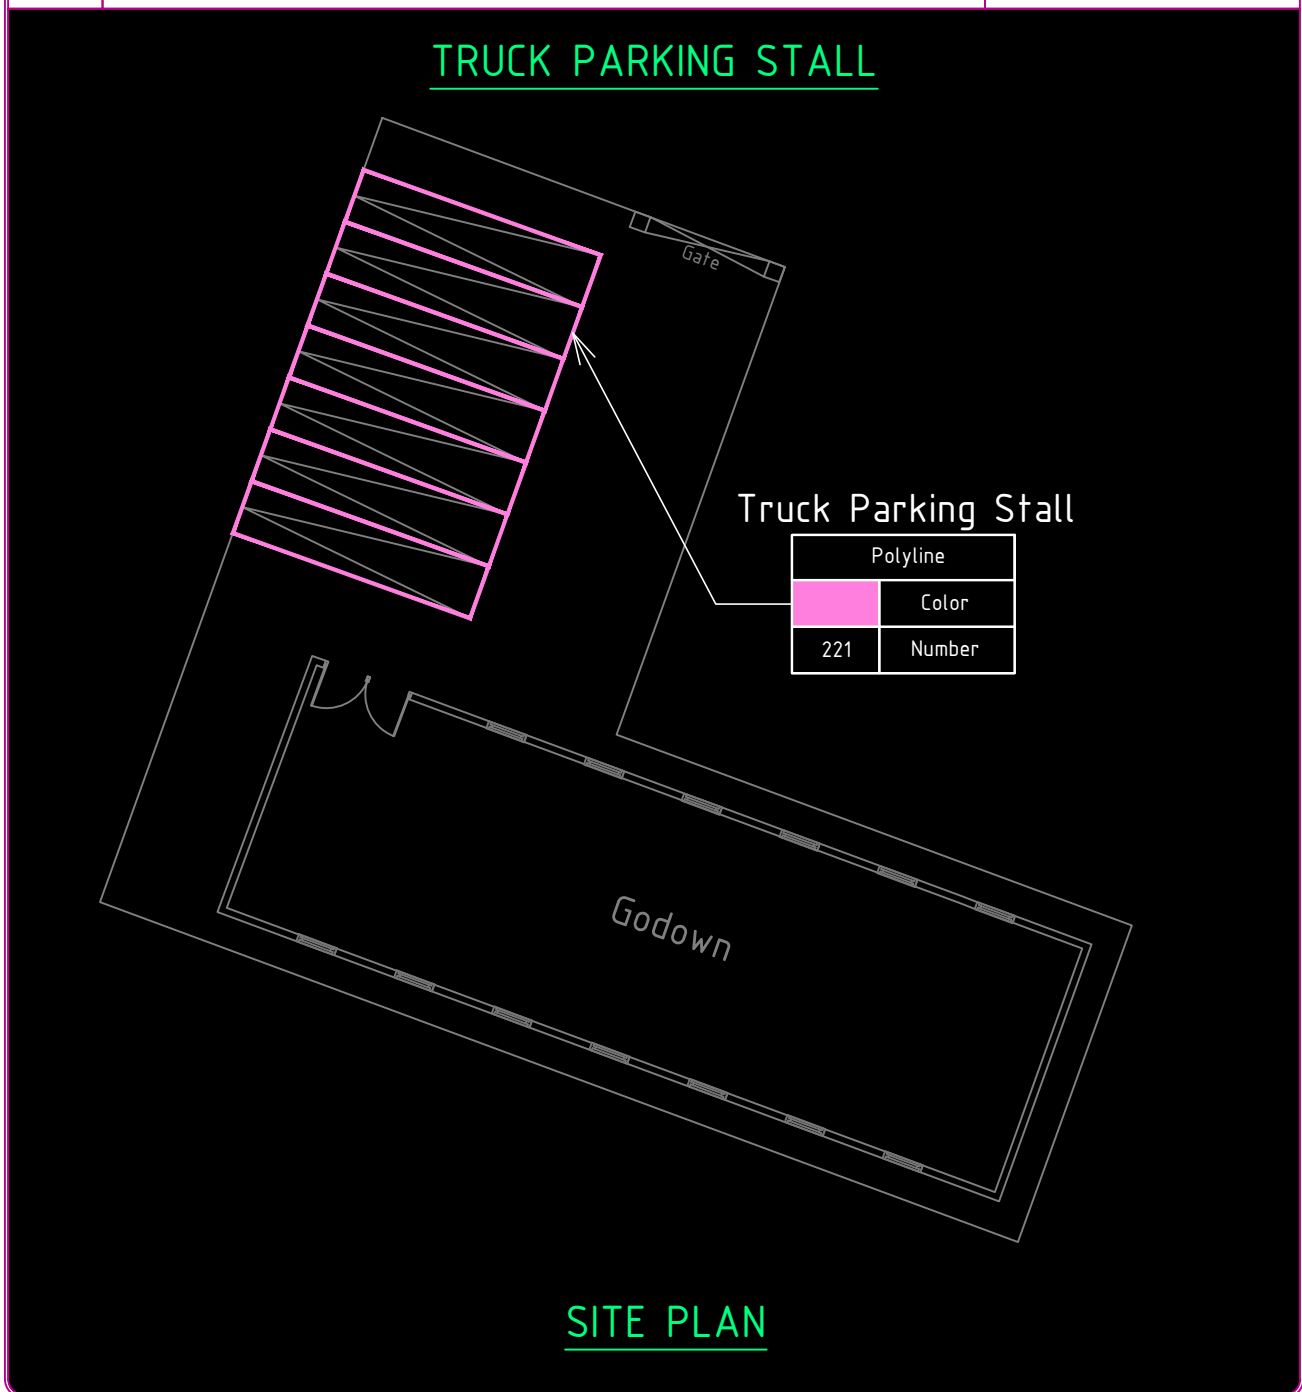 TRUCK PARKING STALL
Gate
Truck Parking Stall
Polyline
Color
221 Number
Godown
SITE PLAN